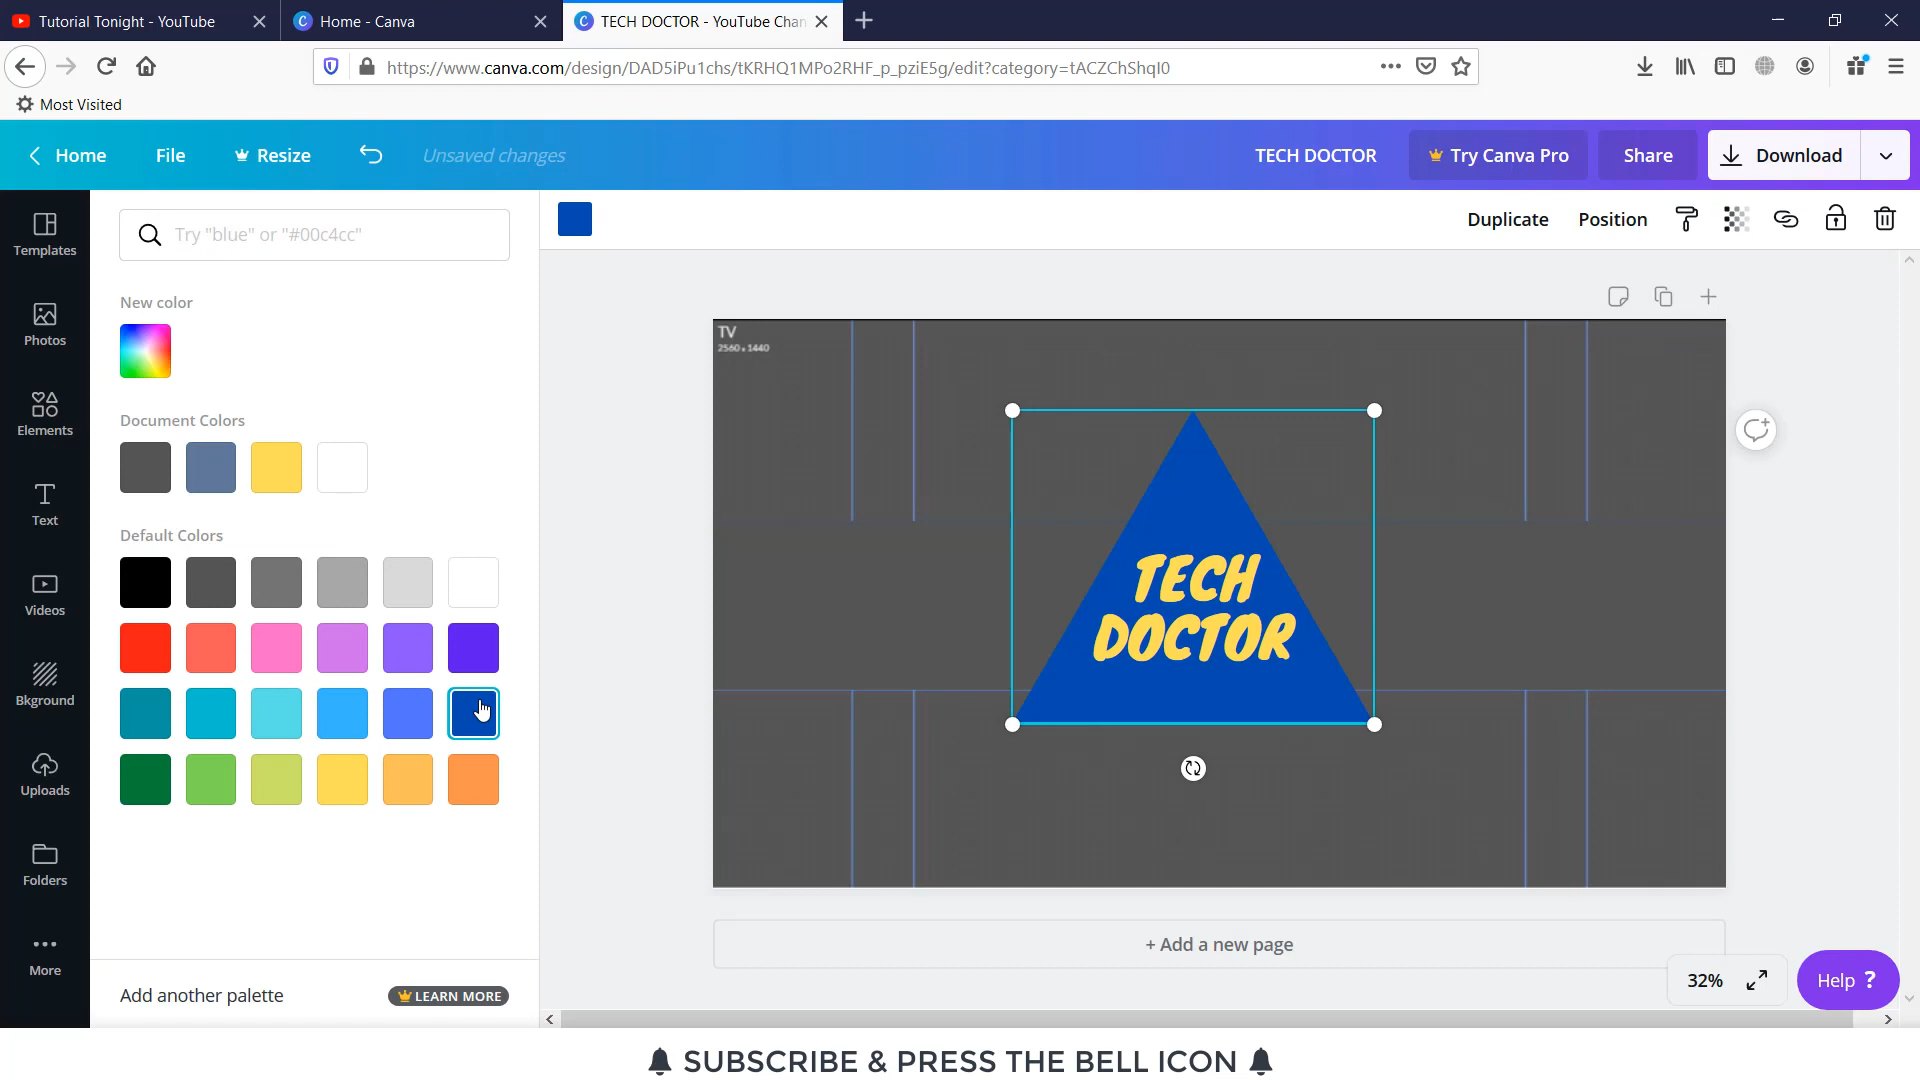 Tutorial Tonight - YouTube
Home - Canva
TECH DOCTOR - YouTube Chan
https://www.canva.com/design/DAD5iPu1chs/tKRHQ1MPo2RHF_p_pziE5g/edit?category=tACZChShqI0
Most Visited
Home
File
Resize
Unsaved changes
TECH DOCTOR
Try Canva Pro
Share
Download
Templates
Photos
Elements
Text
Videos
Bkground
Uploads
Folders
More
Try "blue" or "#00c4cc"
New color
Document Colors
Default Colors
Add another palette
LEARN MORE
Duplicate
Position
TV
2560 x 1440
TECH
DOCTOR
+ Add a new page
32%
Help ?
SUBSCRIBE & PRESS THE BELL ICON